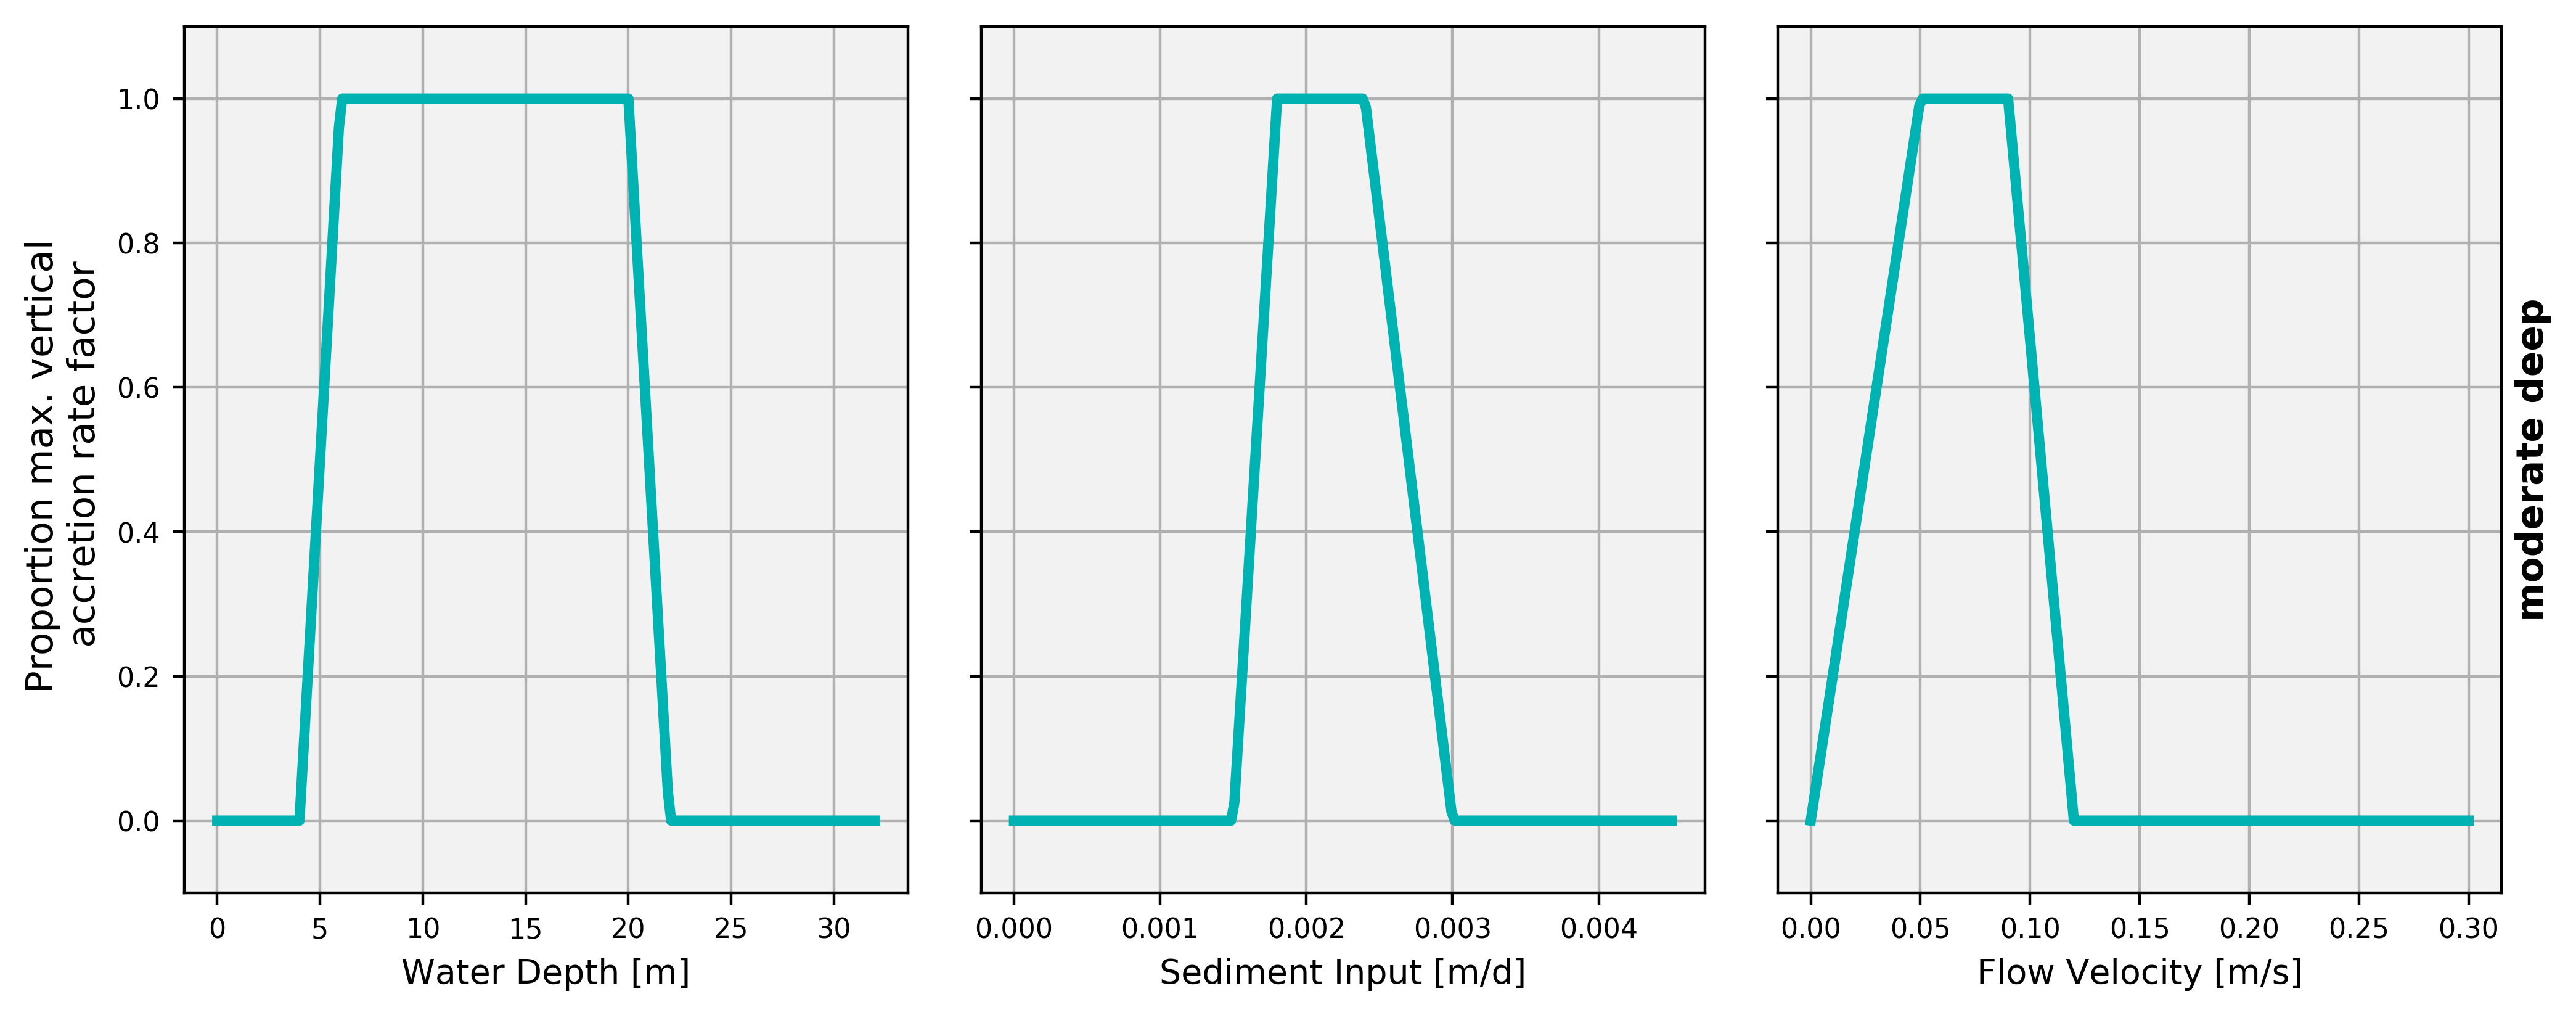 Proportion max. vertical
accretion rate factor
1.0
0.8
0.6
0.4
0.2
0.0
0 5 10 15 20 25 30
Water Depth [m]
0.000 0.001 0.002 0.003 0.004
Sediment Input [m/d]
0.00 0.05 0.10 0.15 0.20 0.25 0.30
Flow Velocity [m/s]
moderate deep